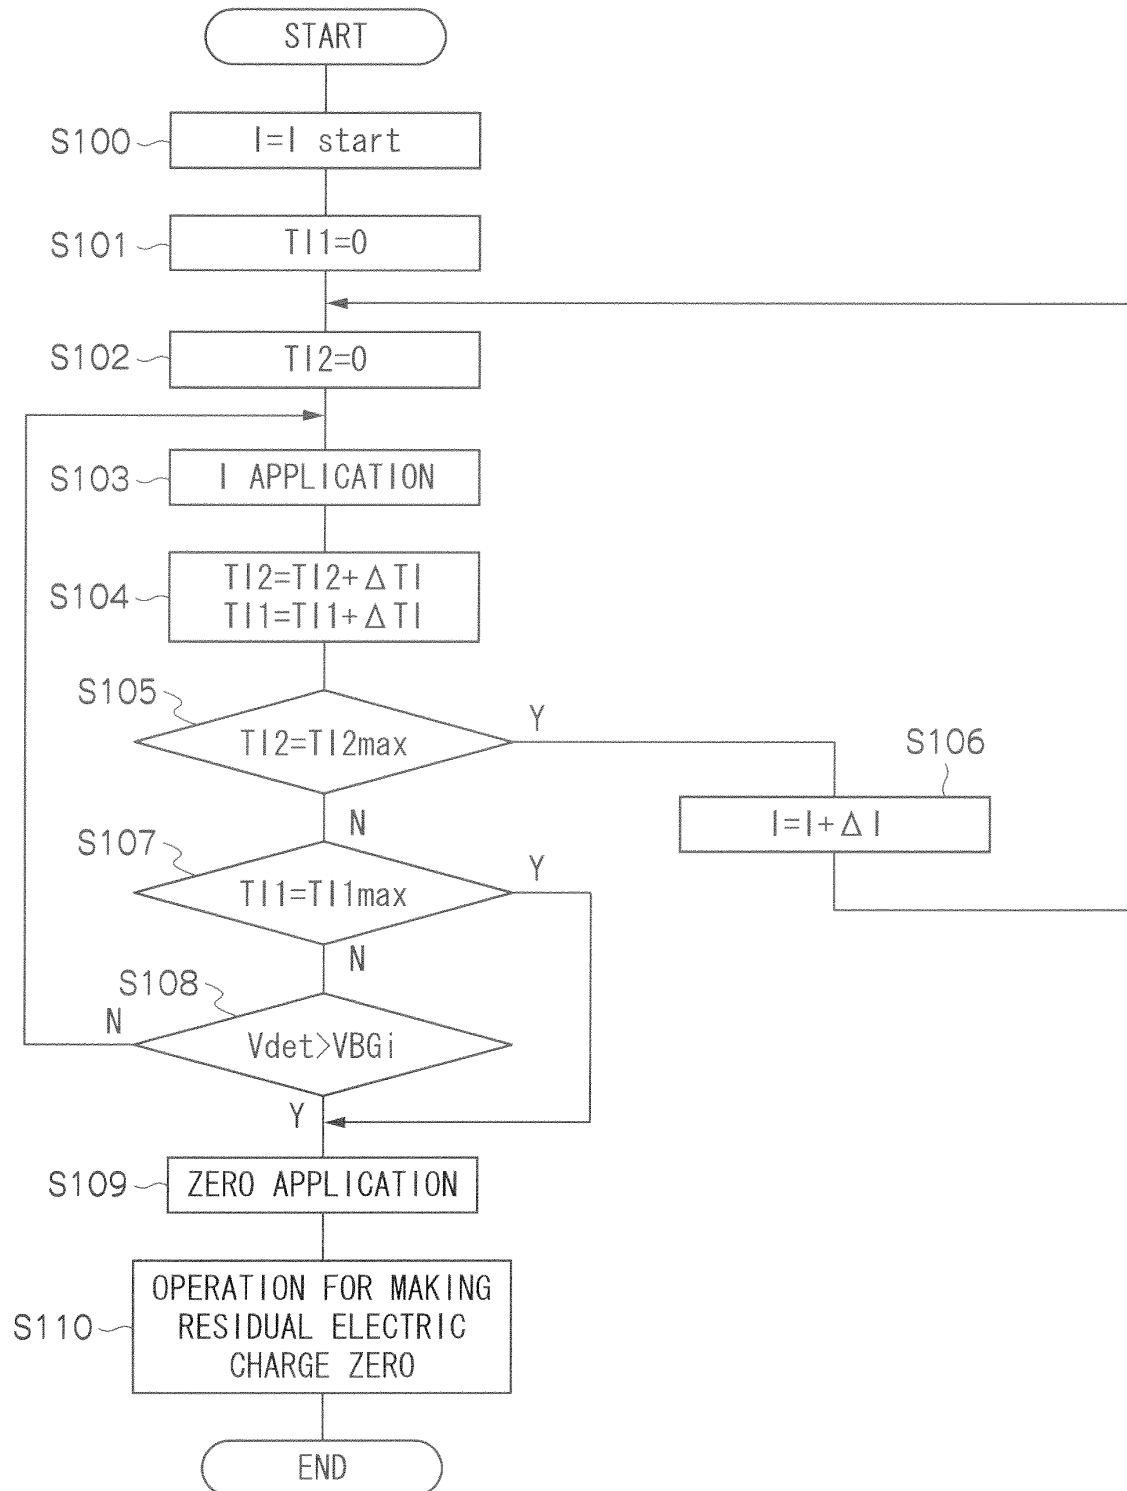 START
S100
I=I start
S101
TI1=0
S102
TI2=0
S103
I APPLICATION
S104
TI2=TI2+ΔTI
TI1=TI1+ΔTI
S105
TI2=TI2max
Y
S106
I=I+ΔI
N
S107
TI1=TI1max
Y
N
S108
Vdet>VBGi
N
Y
S109
ZERO APPLICATION
S110
OPERATION FOR MAKING
RESIDUAL ELECTRIC
CHARGE ZERO
END